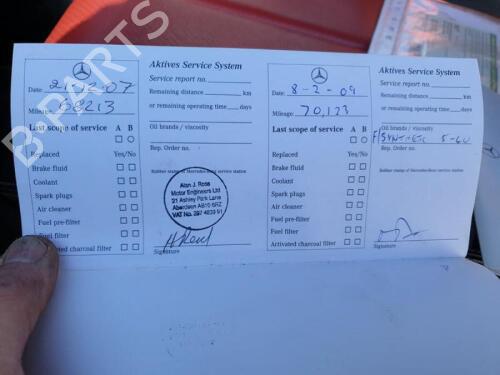 Aktives Service System
Date:
Service report no.
Mileage: 68213
Remaining distance km
or remaining operating time days
Last scope of service A B
Oil brands / viscosity
Replaced Yes/No
Rep. Order no.
Brake fluid
Rubber stamp of Mercedes-Benz service station
Coolant
Spark plugs
Air cleaner
Fuel pre-filter
Fuel filter
Activated charcoal filter
Alan J. Ross
Motor Engineers Ltd
21 Ashley Park Lane
Aberdeen AB10 6RZ
Signature
Aktives Service System
Date: 8-2-09
Service report no.
Mileage: 70,123
Remaining distance km
or remaining operating time days
Last scope of service A B
Oil brands / viscosity
Replaced Yes/No
Rep. Order no.
Brake fluid
Rubber stamp of Mercedes-Benz service station
Coolant
Spark plugs
Air cleaner
Fuel pre-filter
Fuel filter
Activated charcoal filter
Signature
B-PARTS